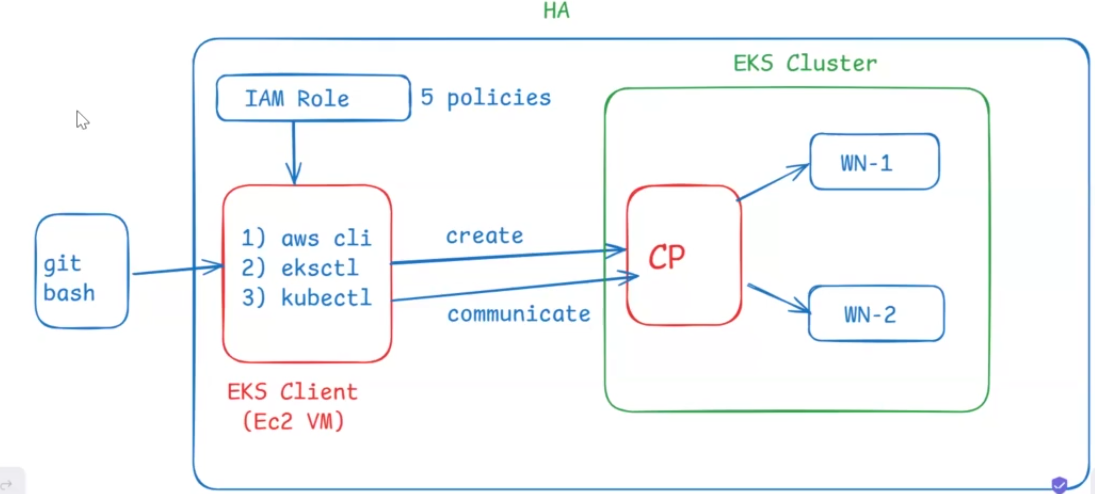 HA
EKS Cluster
IAM Role
5 policies
WN-1
git
bash
1) aws cli
2) eksctl
3) kubectl
create
communicate
CP
WN-2
EKS Client
(Ec2 VM)